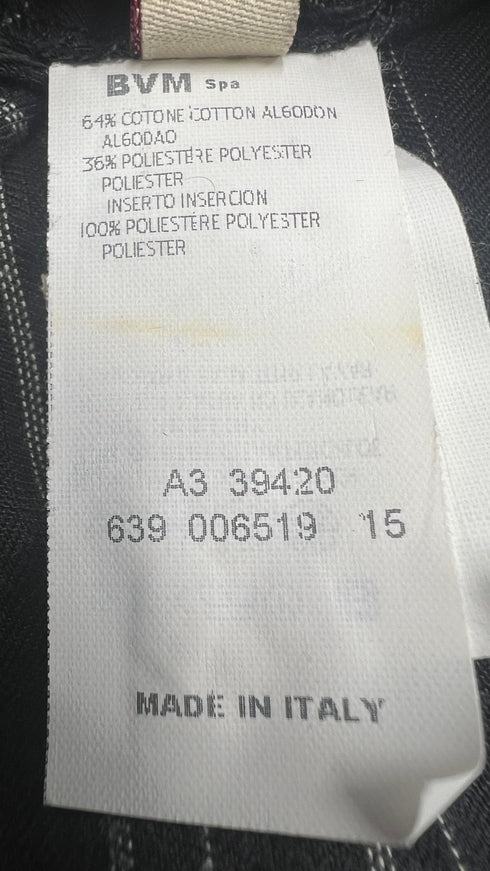 BVM Spa
64% COTONE COTTON ALGODON
ALGODAO
36% POLIESTERE POLYESTER
POLIESTER
INSERTO INSERCION
100% POLIESTERE POLYESTER
POLIESTER
A3 39420
639 006519 15
MADE IN ITALY